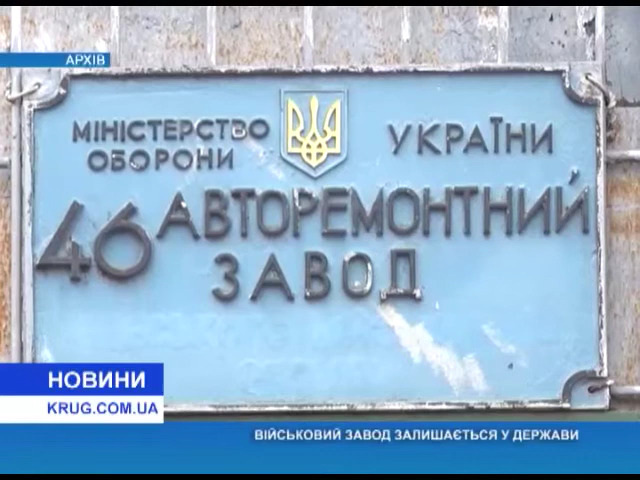 АРХІВ
МІНІСТЕРСТВО УКРАЇНИ
ОБОРОНИ
46 АВТОРЕМОНТНИЙ
ЗАВОД
НОВИНИ
KRUG.COM.UA
ВІЙСЬКОВИЙ ЗАВОД ЗАЛИШАЄТЬСЯ У ДЕРЖАВИ